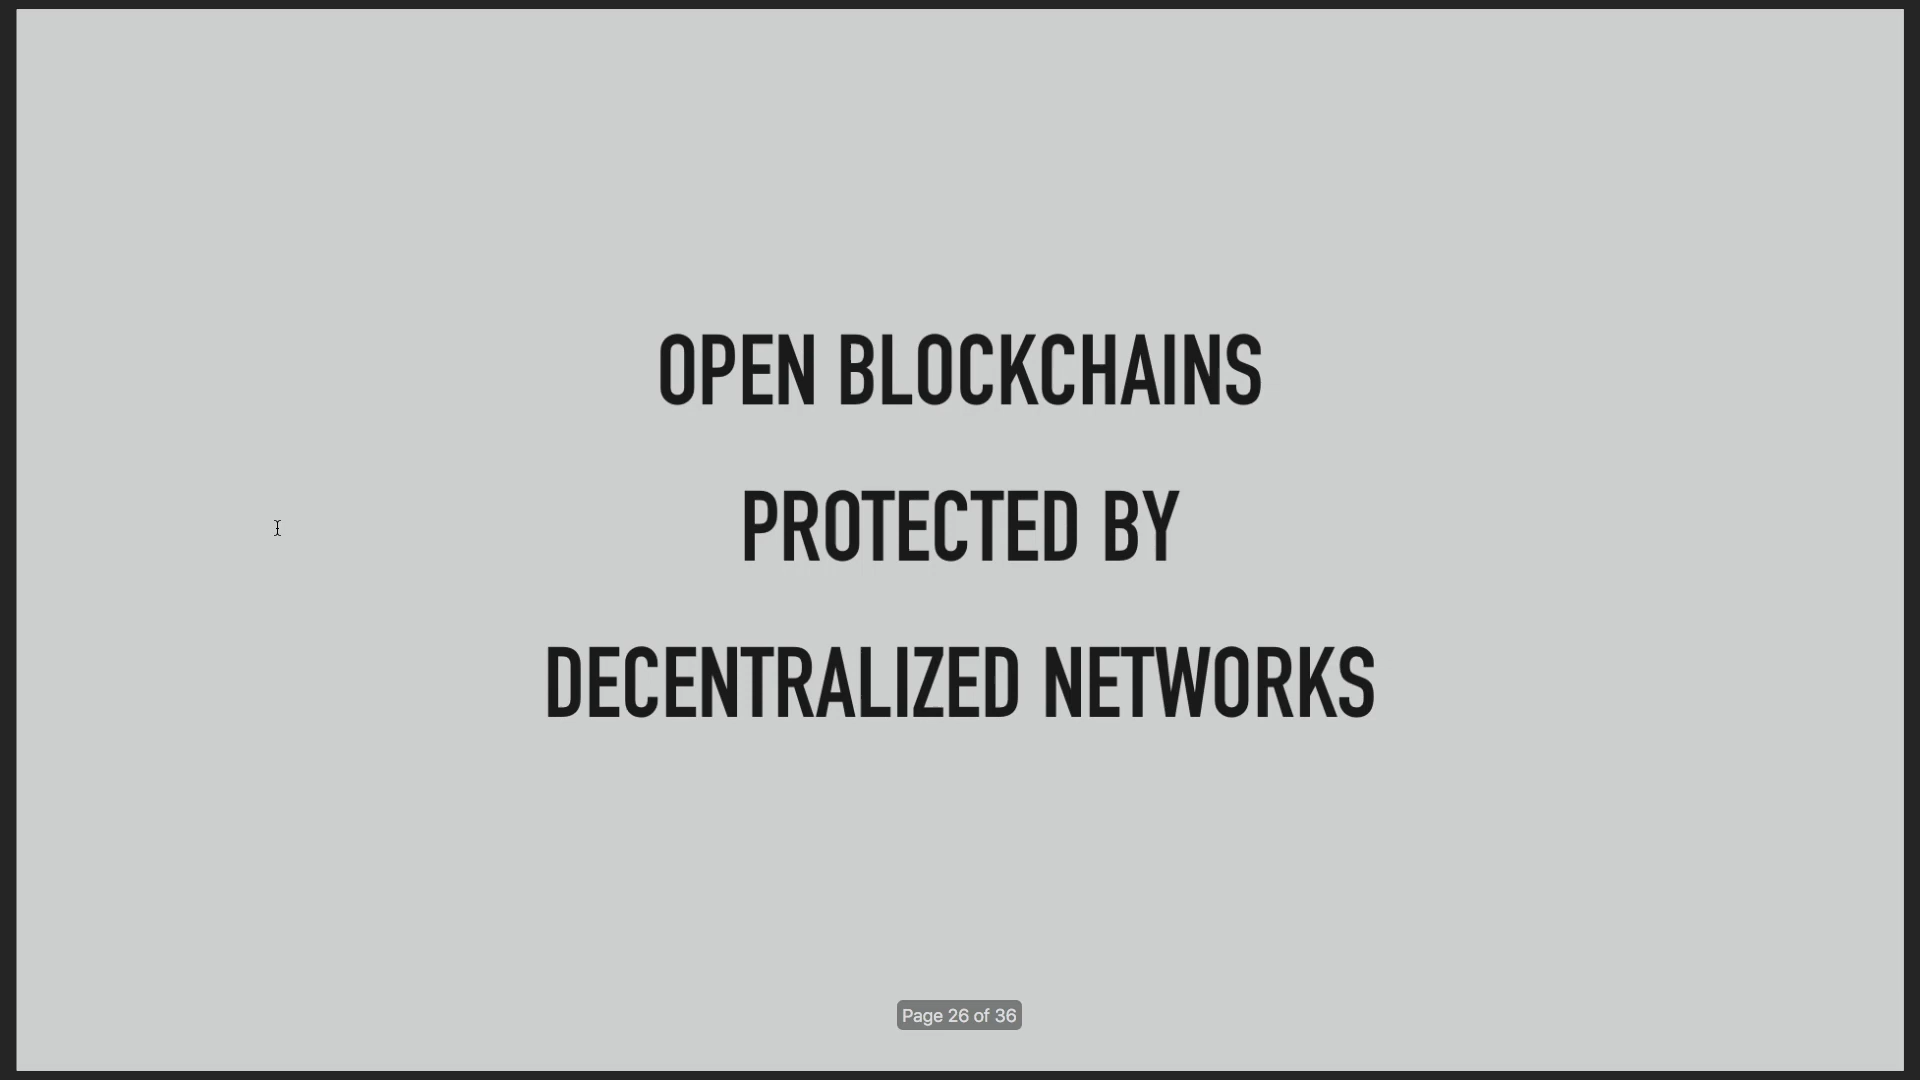 OPEN BLOCKCHAINS
PROTECTED BY
DECENTRALIZED NETWORKS
Page 26 of 36